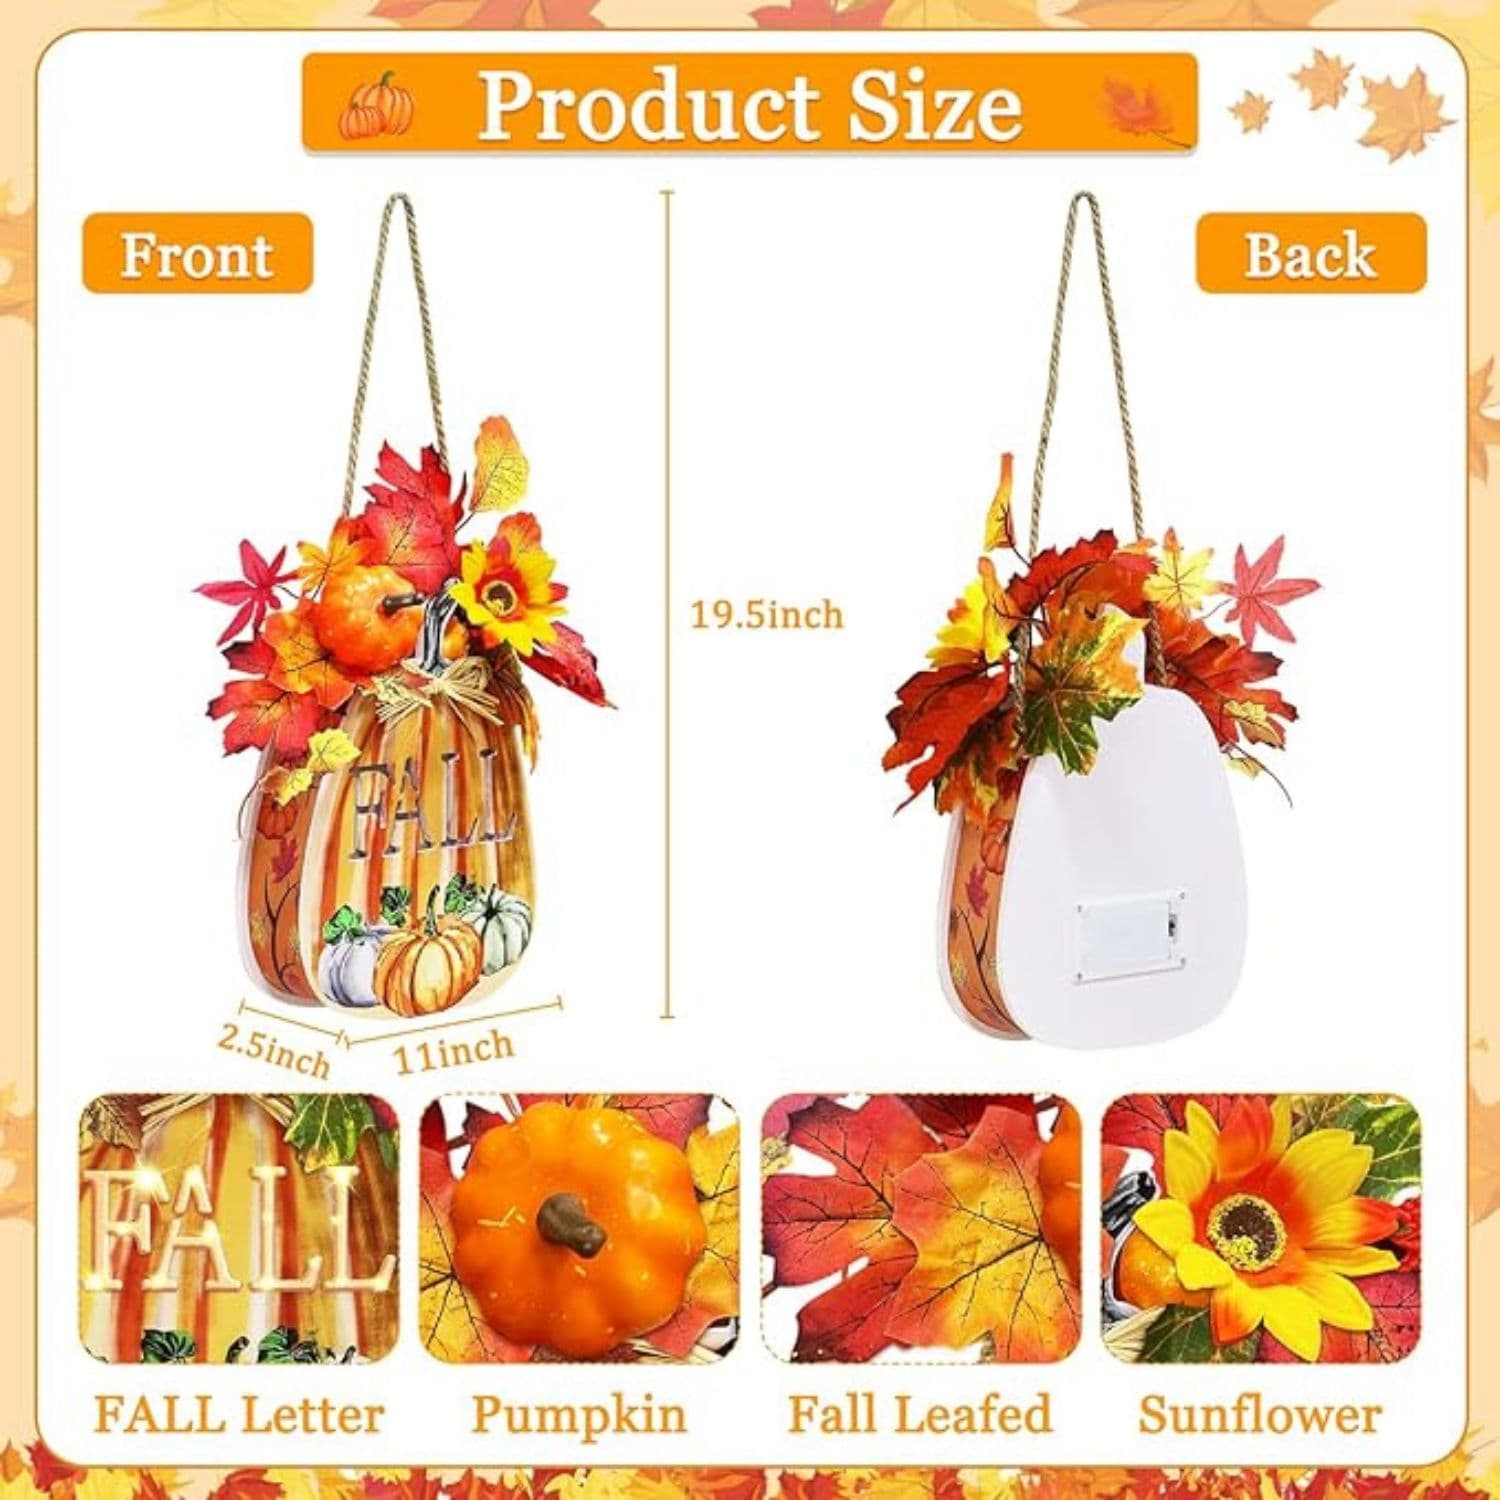 Product Size
Front
Back
FALL
19.5inch
2.5inch
11inch
FALL
FALL Letter
Pumpkin
Fall Leafed
Sunflower